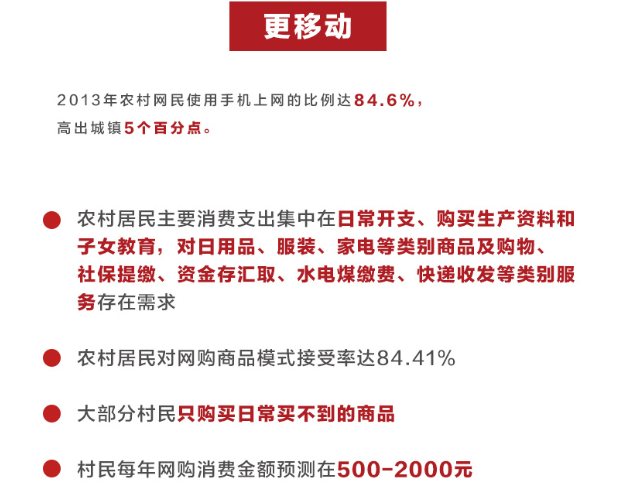 更移动
2013年农村网民使用手机上网的比例达84.6%，
高出城镇5个百分点。
农村居民主要消费支出集中在日常开支、购买生产资料和
子女教育，对日用品、服装、家电等类别商品及购物、
社保提缴、资金存汇取、水电煤缴费、快递收发等类别服
务存在需求
农村居民对网购商品模式接受率达84.41%
大部分村民只购买日常买不到的商品
村民每年网购消费金额预测在500-2000元